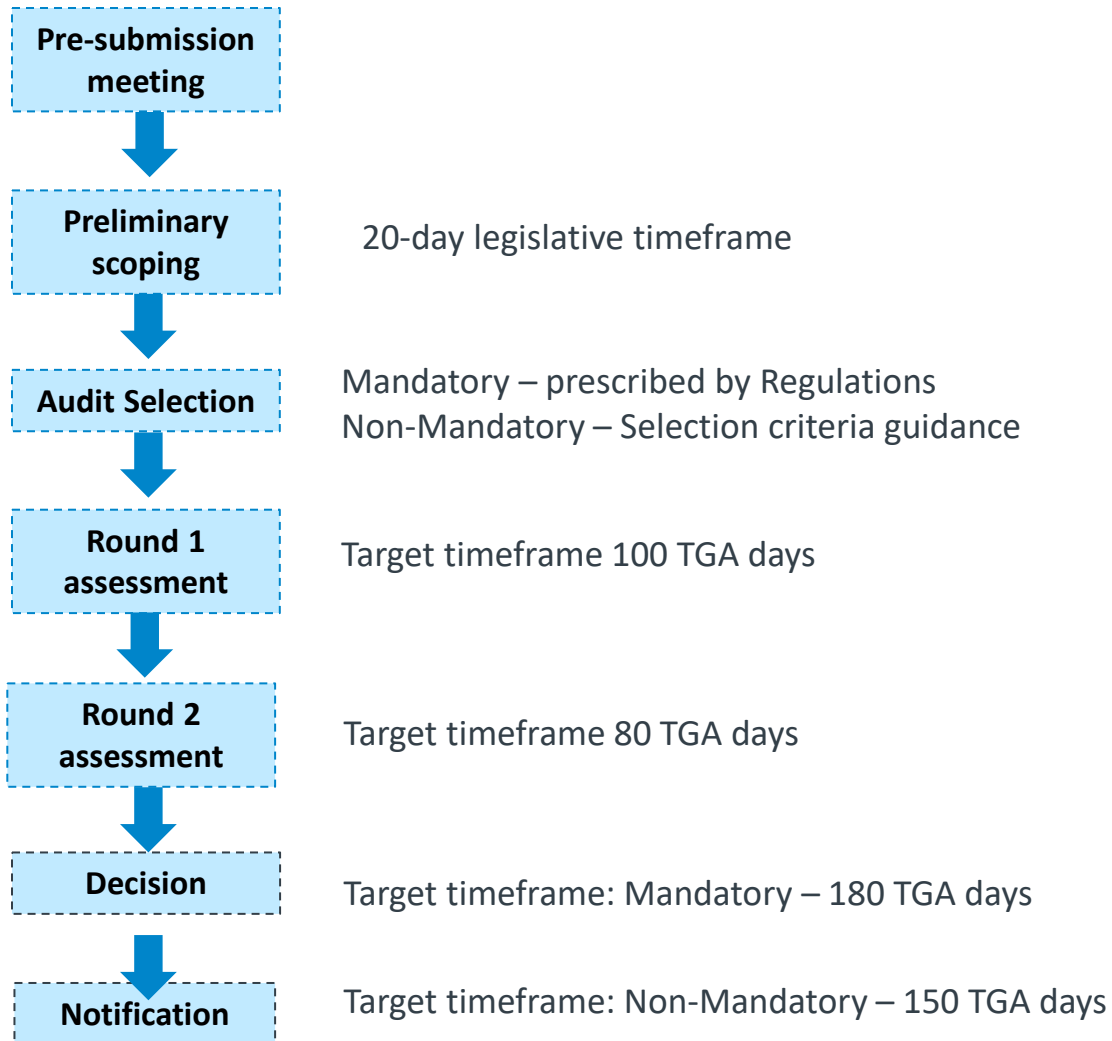 Pre-submission
meeting
Preliminary
scoping
20-day legislative timeframe
Audit Selection
Mandatory – prescribed by Regulations
Non-Mandatory – Selection criteria guidance
Round 1
assessment
Target timeframe 100 TGA days
Round 2
assessment
Target timeframe 80 TGA days
Decision
Target timeframe: Mandatory – 180 TGA days
Notification
Target timeframe: Non-Mandatory – 150 TGA days